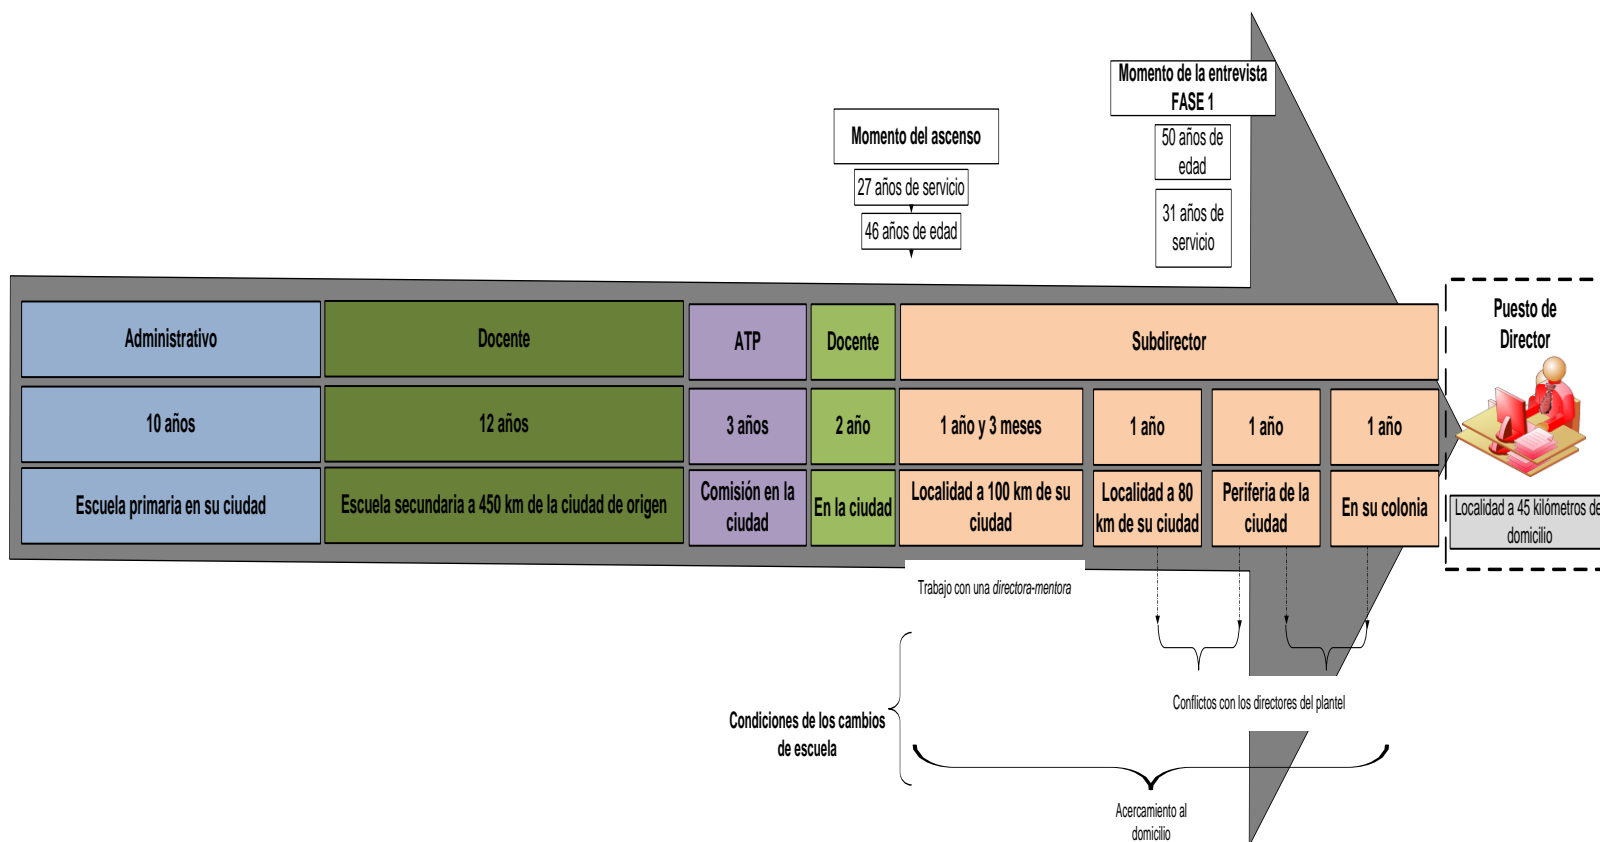 Momento de la entrevista
FASE 1
50 años de
edad
31 años de
servicio
Momento del ascenso
27 años de servicio
46 años de edad
Administrativo
Docente
ATP
Docente
Subdirector
Puesto de
Director
10 años
12 años
3 años
2 año
1 año y 3 meses
1 año
1 año
1 año
Escuela primaria en su ciudad
Escuela secundaria a 450 km de la ciudad de origen
Comisión en la
ciudad
En la ciudad
Localidad a 100 km de su
ciudad
Localidad a 80
km de su ciudad
Periferia de la
ciudad
En su colonia
Localidad a 45 kilómetros de
domicilio
Trabajo con una directora-mentora
Conflictos con los directores del plantel
Condiciones de los cambios
de escuela
Acercamiento al
domicilio